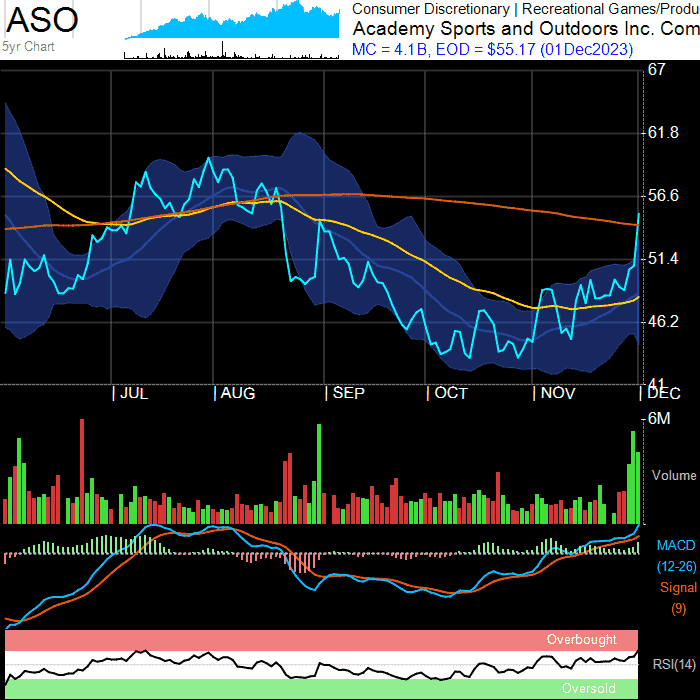 ASO
5yr Chart
Consumer Discretionary | Recreational Games/Produ
Academy Sports and Outdoors Inc. Com
MC = 4.1B, EOD = $55.17 (01Dec2023)
67
61.8
56.6
51.4
46.2
41
| JUL | AUG | SEP | OCT | NOV | DEC
6M
Volume
MACD
(12-26)
Signal
(9)
Overbought
RSI(14)
Oversold